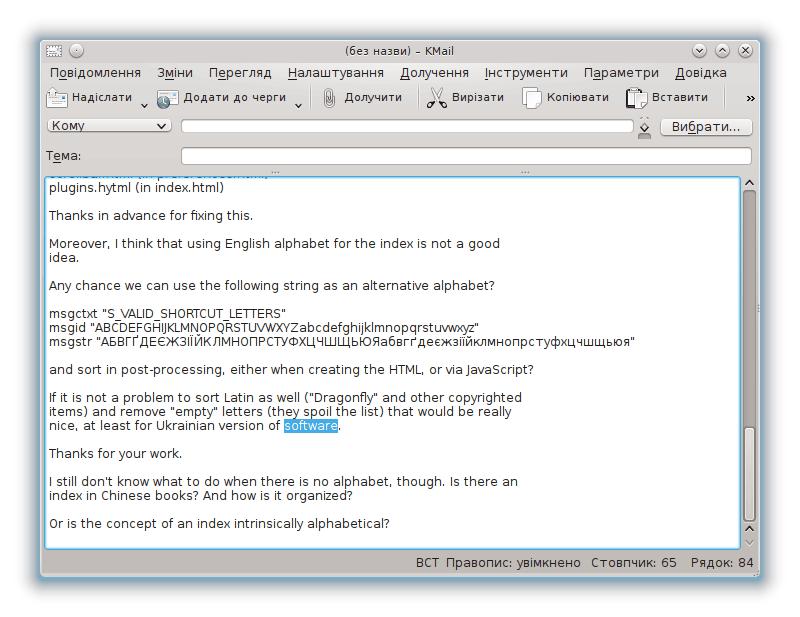 (без назви) – KMail
Повідомлення Зміни Перегляд Налаштування Долучення Інструменти Параметри Довідка
Надіслати Додати до черги Долучити Вирізати Копіювати Вставити »
Кому Вибрати...
Тема:
plugins.hytml (in index.html)
Thanks in advance for fixing this.
Moreover, I think that using English alphabet for the index is not a good
idea.
Any chance we can use the following string as an alternative alphabet?
msgctxt "S_VALID_SHORTCUT_LETTERS"
msgid "ABCDEFGHIJKLMNOPQRSTUVWXYZabcdefghijklmnopqrstuvwxyz"
msgstr "АБВГҐДЕЄЖЗІЇЙКЛМНОПРСТУФХЦЧШЩЬЮЯабвгґдеєжзіїйклмнопрстуфхцчшщьюя"
and sort in post-processing, either when creating the HTML, or via JavaScript?
If it is not a problem to sort Latin as well ("Dragonfly" and other copyrighted
items) and remove "empty" letters (they spoil the list) that would be really
nice, at least for Ukrainian version of software.
Thanks for your work.
I still don't know what to do when there is no alphabet, though. Is there an
index in Chinese books? And how is it organized?
Or is the concept of an index intrinsically alphabetical?
ВСТ Правопис: увімкнено Стовпчик: 65 Рядок: 84